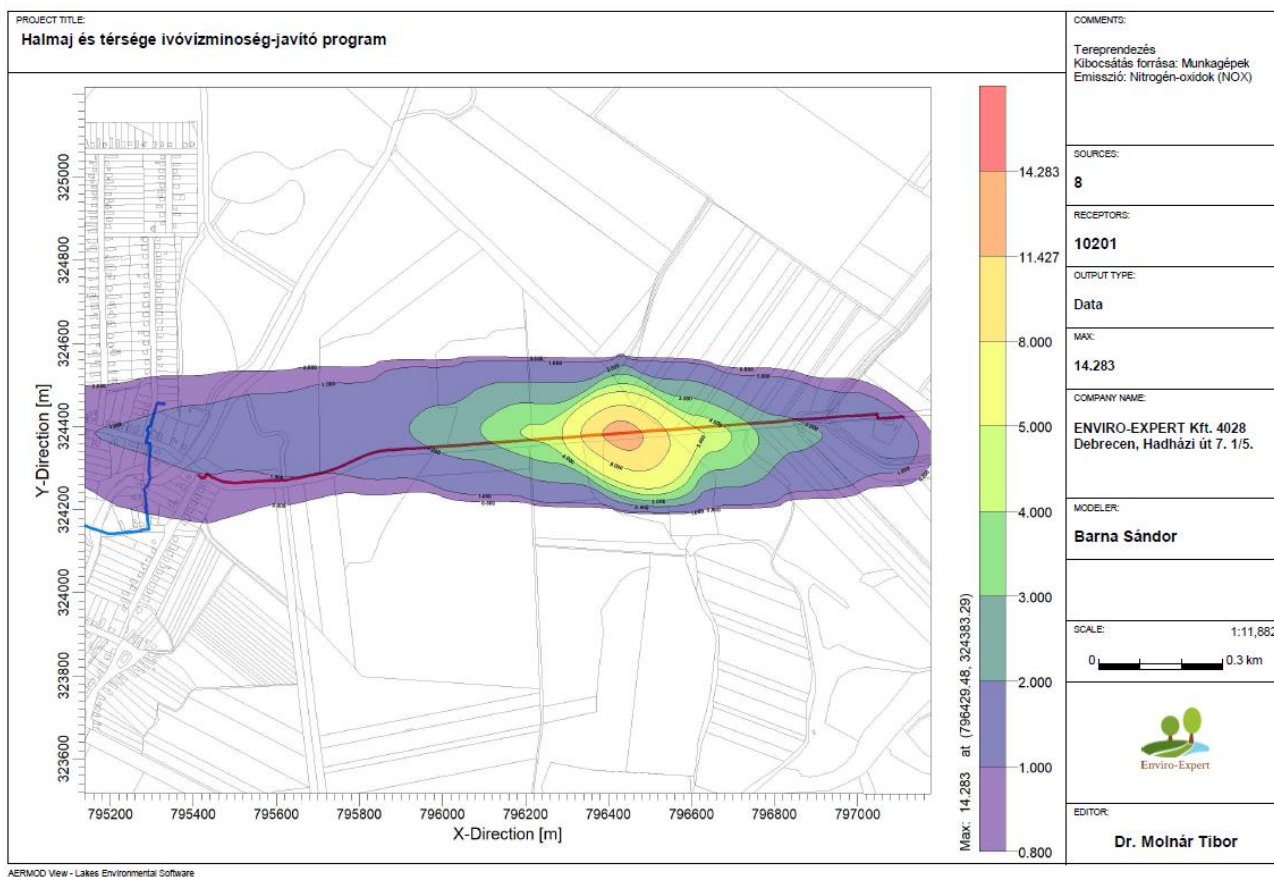 PROJECT TITLE:
Halmaj és térsége ivóvízminoség-javító program
COMMENTS:
Tereprendezés
Kibocsátás forrása: Munkagépek
Emisszió: Nitrogén-oxidok (NOX)
SOURCES:
8
RECEPTORS:
10201
OUTPUT TYPE:
Data
MAX:
14.283
COMPANY NAME:
ENVIRO-EXPERT Kft. 4028
Debrecen, Hadházi út 7. 1/5.
MODELER:
Barna Sándor
SCALE:
1:11,882
0
0.3 km
Enviro-Expert
EDITOR:
Dr. Molnár Tibor
Y-Direction [m]
325000
324800
324600
324400
324200
324000
323800
323600
795200
795400
795600
795800
796000
796200
796400
796600
796800
797000
X-Direction [m]
Max: 14.283 at (796429.48, 324383.29)
14.283
11.427
8.000
5.000
4.000
3.000
2.000
1.000
0.800
AERMOD View - Lakes Environmental Software